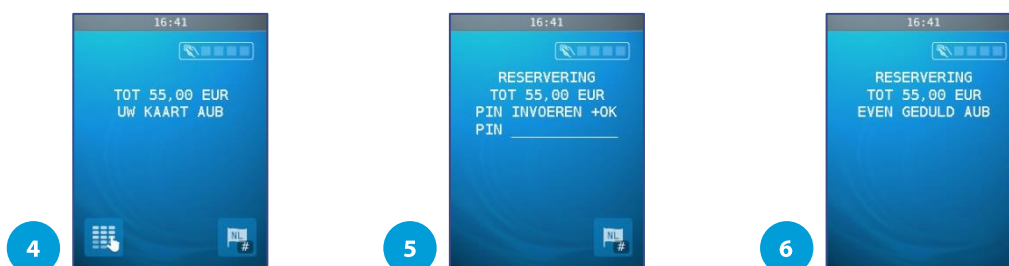 16:41
TOT 55,00 EUR
UW KAART AUB
NL
#
4
16:41
RESERVERING
TOT 55,00 EUR
PIN INVOEREN +OK
PIN _______________
NL
#
5
16:41
RESERVERING
TOT 55,00 EUR
EVEN GEDULD AUB
6